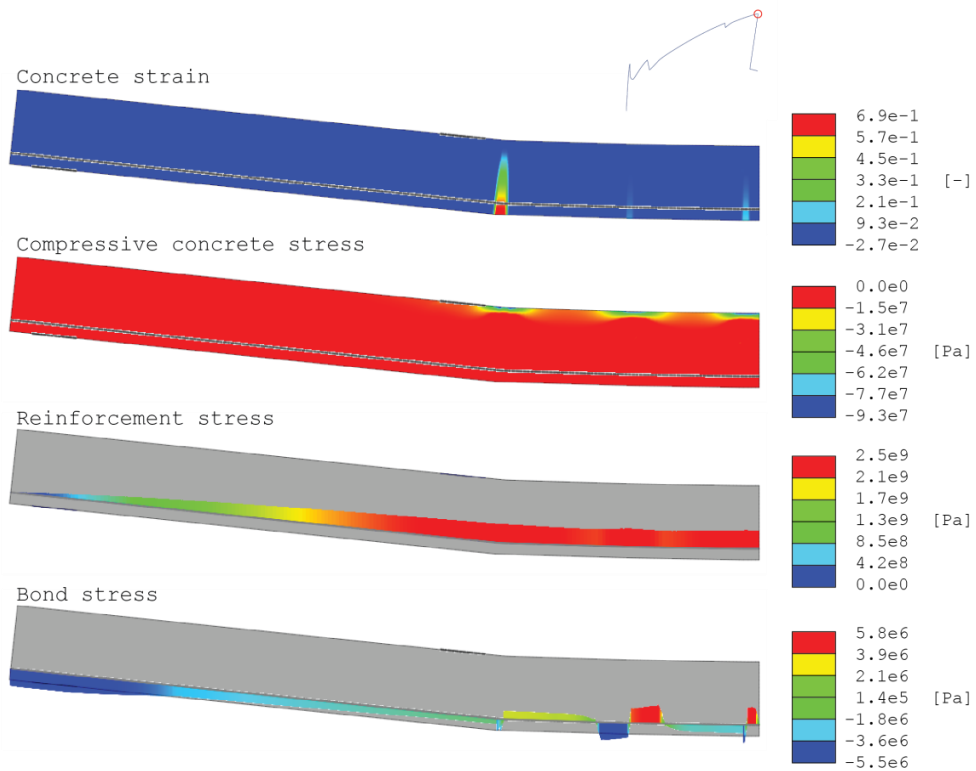 Concrete strain
6.9e-1
5.7e-1
4.5e-1
3.3e-1
2.1e-1
9.3e-2
-2.7e-2
[-]
Compressive concrete stress
0.0e0
-1.5e7
-3.1e7
-4.6e7
-6.2e7
-7.7e7
-9.3e7
[Pa]
Reinforcement stress
2.5e9
2.1e9
1.7e9
1.3e9
8.5e8
4.2e8
0.0e0
[Pa]
Bond stress
5.8e6
3.9e6
2.1e6
1.4e5
-1.8e6
-3.6e6
-5.5e6
[Pa]